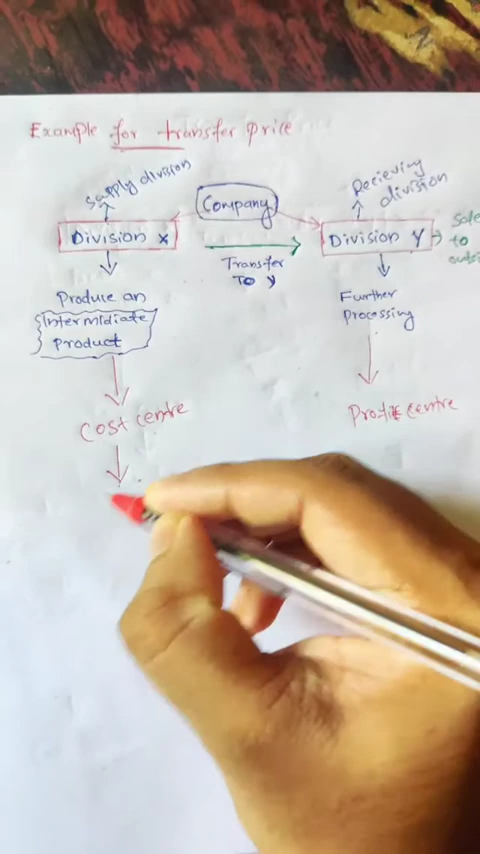 Example for transfer price
Supply division
Company
Recieving
division
Division X
Transfer
To Y
Division Y
Sale
to
Produce an
Intermidiate
Product
Further
Processing
Cost centre
Profit centre